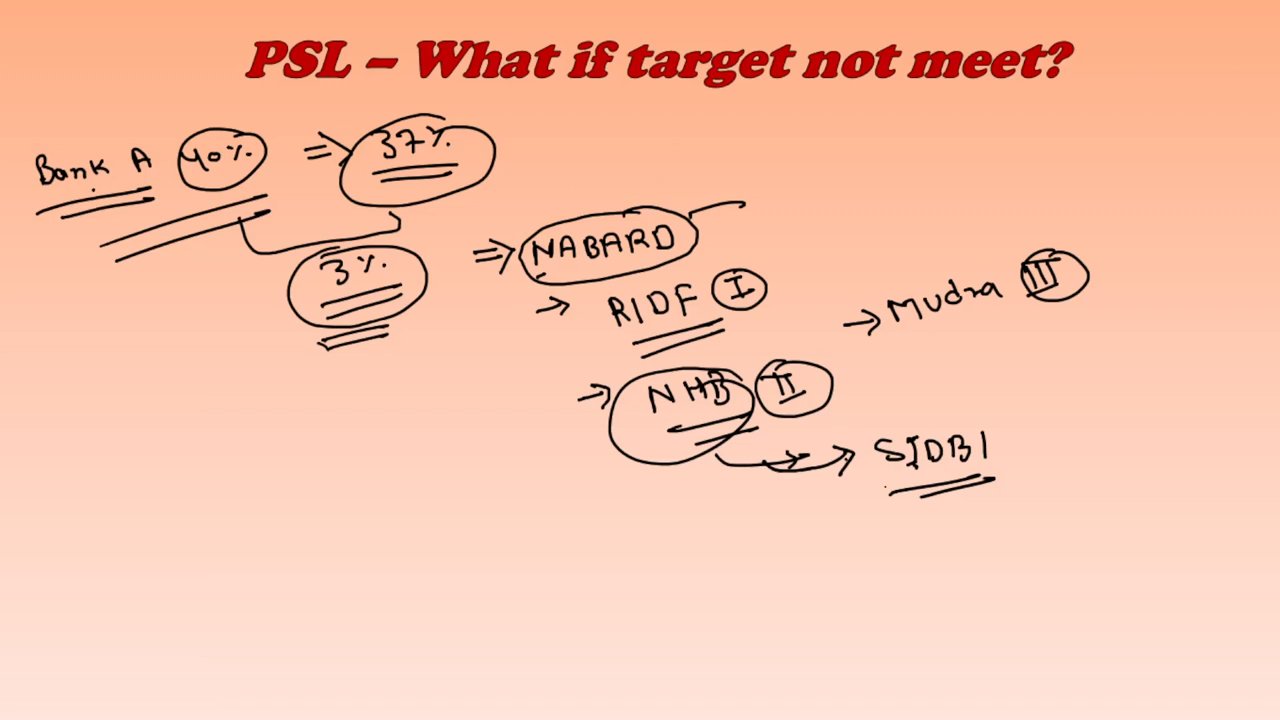 PSL – What if target not meet?
Bank A 40% ⇒ 37%
3% ⇒ NABARD
→ RIDF I
→ Mudra III
→ NHB II
→ SIDBI